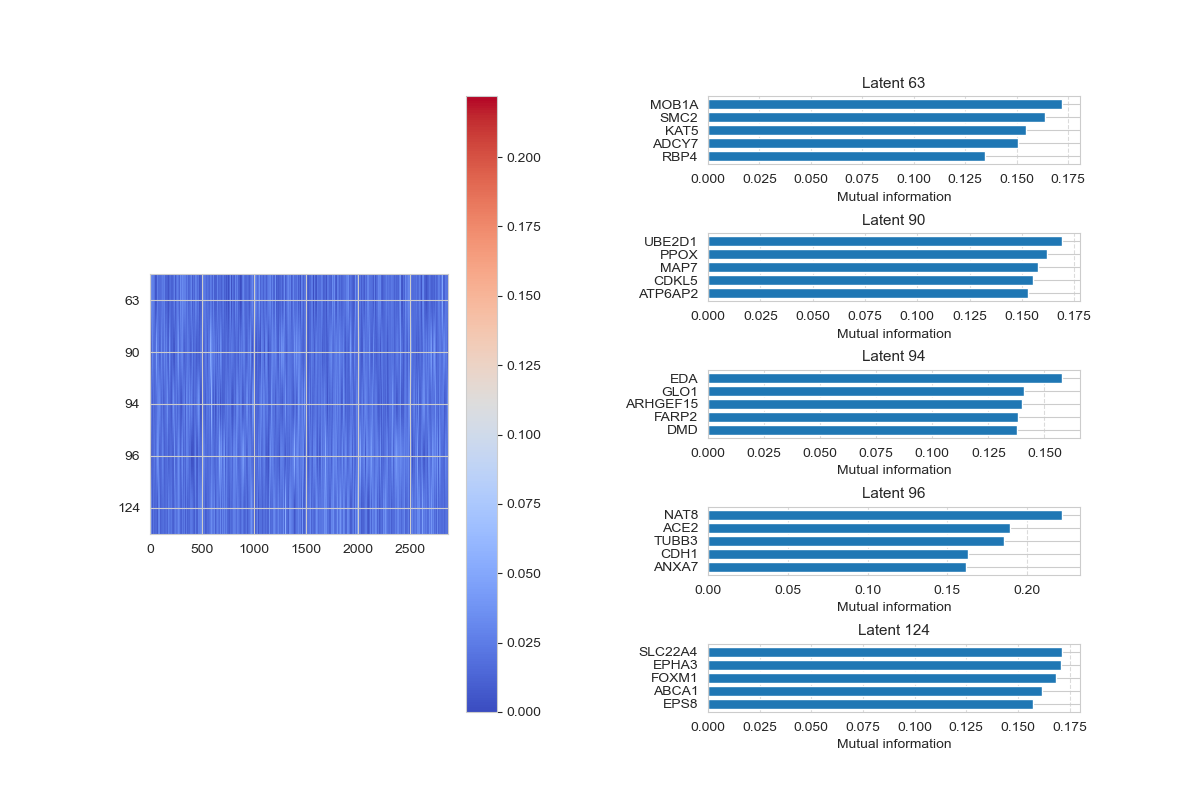 63
90
94
96
124
0 500 1000 1500 2000 2500
0.200
0.175
0.150
0.125
0.100
0.075
0.050
0.025
0.000
Latent 63
MOB1A
SMC2
KAT5
ADCY7
RBP4
0.000 0.025 0.050 0.075 0.100 0.125 0.150 0.175
Mutual information
Latent 90
UBE2D1
PPOX
MAP7
CDKL5
ATP6AP2
0.000 0.025 0.050 0.075 0.100 0.125 0.150 0.175
Mutual information
Latent 94
EDA
GLO1
ARHGEF15
FARP2
DMD
0.000 0.025 0.050 0.075 0.100 0.125 0.150
Mutual information
Latent 96
NAT8
ACE2
TUBB3
CDH1
ANXA7
0.00 0.05 0.10 0.15 0.20
Mutual information
Latent 124
SLC22A4
EPHA3
FOXM1
ABCA1
EPS8
0.000 0.025 0.050 0.075 0.100 0.125 0.150 0.175
Mutual information